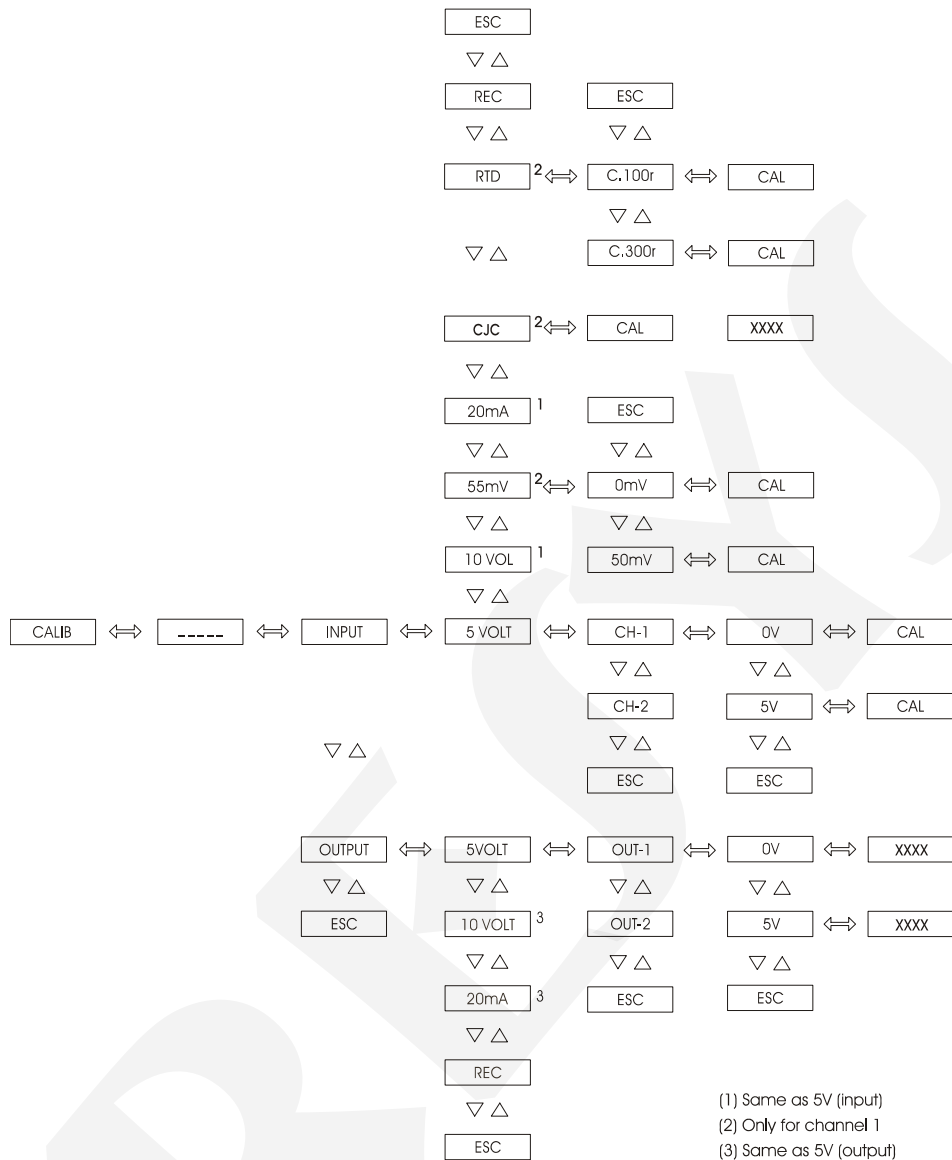 ESC
REC ESC
RTD 2 C.100r CAL
C.300r CAL
CJC 2 CAL XXXX
20mA 1 ESC
55mV 2 0mV CAL
10 VOL 1 50mV CAL
CALIB _ _ _ _ _ INPUT 5 VOLT CH-1 0V CAL
CH-2 5V CAL
ESC ESC
OUTPUT 5VOLT OUT-1 0V XXXX
ESC 10 VOLT 3 OUT-2 5V XXXX
20mA 3 ESC ESC
REC
ESC
(1) Same as 5V (input)
(2) Only for channel 1
(3) Same as 5V (output)
PRESYS